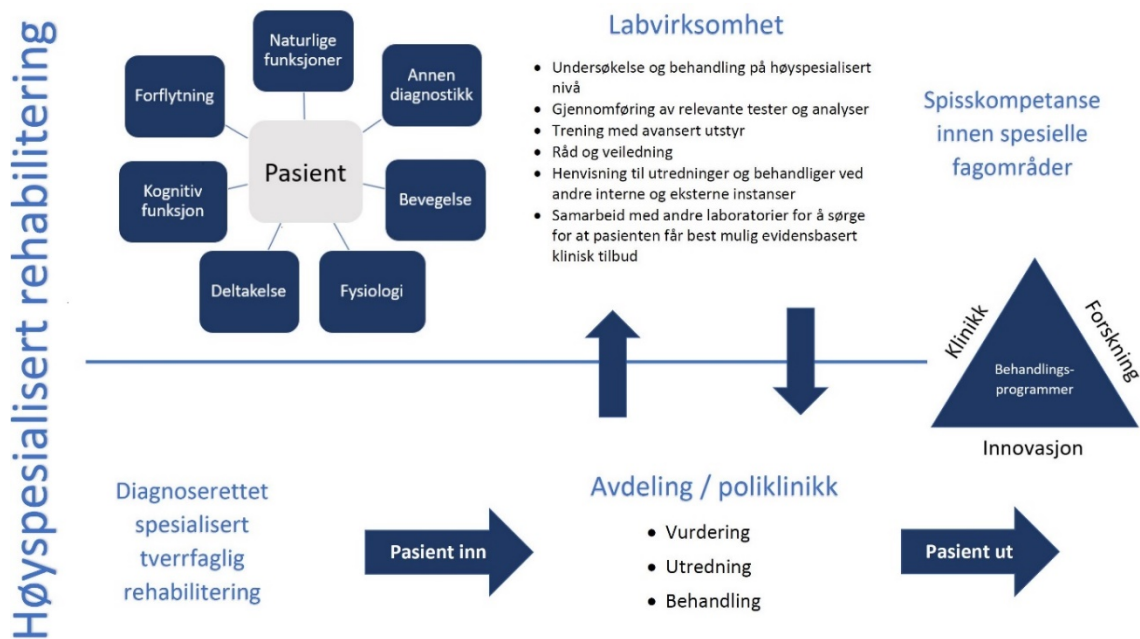 Høyspesialisert rehabilitering
Naturlige
funksjoner
Annen
diagnostikk
Forflytning
Pasient
Kognitiv
funksjon
Bevegelse
Deltakelse
Fysiologi
Labvirksomhet
• Undersøkelse og behandling på høyspesialisert
nivå
• Gjennomføring av relevante tester og analyser
• Trening med avansert utstyr
• Råd og veiledning
• Henvisning til utredninger og behandliger ved
andre interne og eksterne instanser
• Samarbeid med andre laboratorier for å sørge
for at pasienten får best mulig evidensbasert
klinisk tilbud
Spisskompetanse
innen spesielle
fagområder
Klinikk
Forskning
Behandlings-
programmer
Innovasjon
Diagnoserettet
spesialisert
tverrfaglig
rehabilitering
Pasient inn
Avdeling / poliklinikk
• Vurdering
• Utredning
• Behandling
Pasient ut